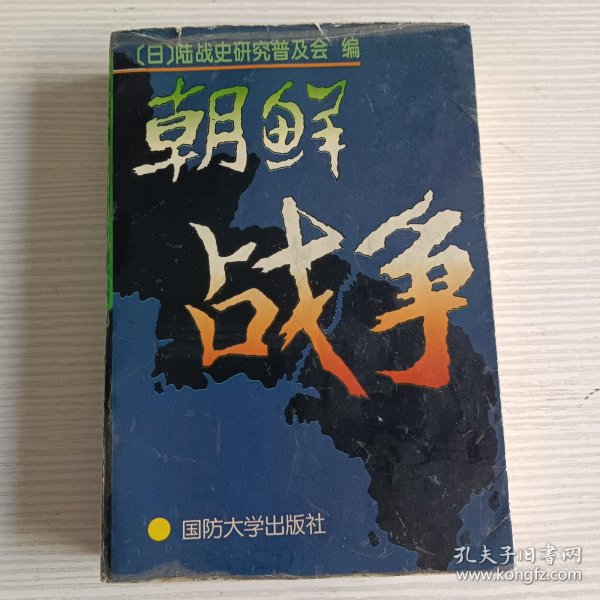 〔日〕陆战史研究普及会 编
朝鲜
战争
国防大学出版社
孔夫子旧书网
www.kongfz.com